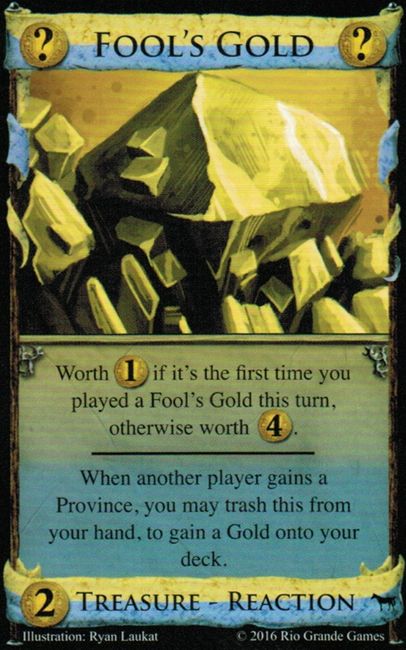 ? FOOL'S GOLD ?
Worth 1 if it's the first time you
played a Fool's Gold this turn,
otherwise worth 4.
When another player gains a
Province, you may trash this from
your hand, to gain a Gold onto your
deck.
2 TREASURE - REACTION
Illustration: Ryan Laukat © 2016 Rio Grande Games